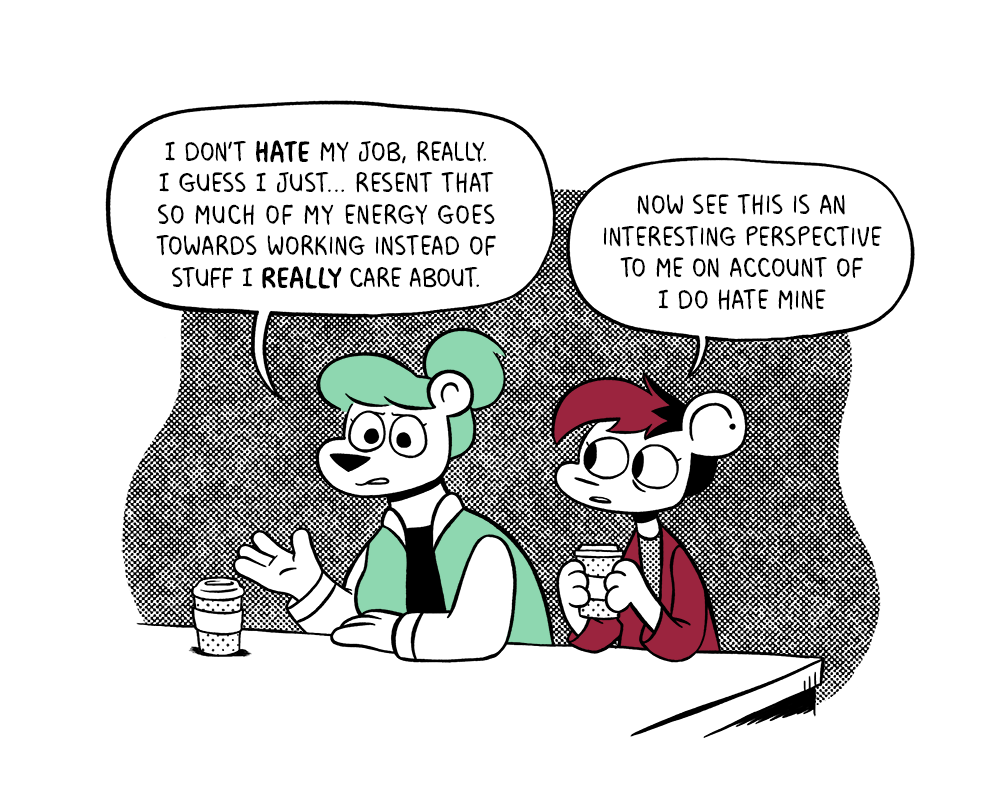 I DON'T HATE MY JOB, REALLY.
I GUESS I JUST... RESENT THAT
SO MUCH OF MY ENERGY GOES
TOWARDS WORKING INSTEAD OF
STUFF I REALLY CARE ABOUT.
NOW SEE THIS IS AN
INTERESTING PERSPECTIVE
TO ME ON ACCOUNT OF
I DO HATE MINE